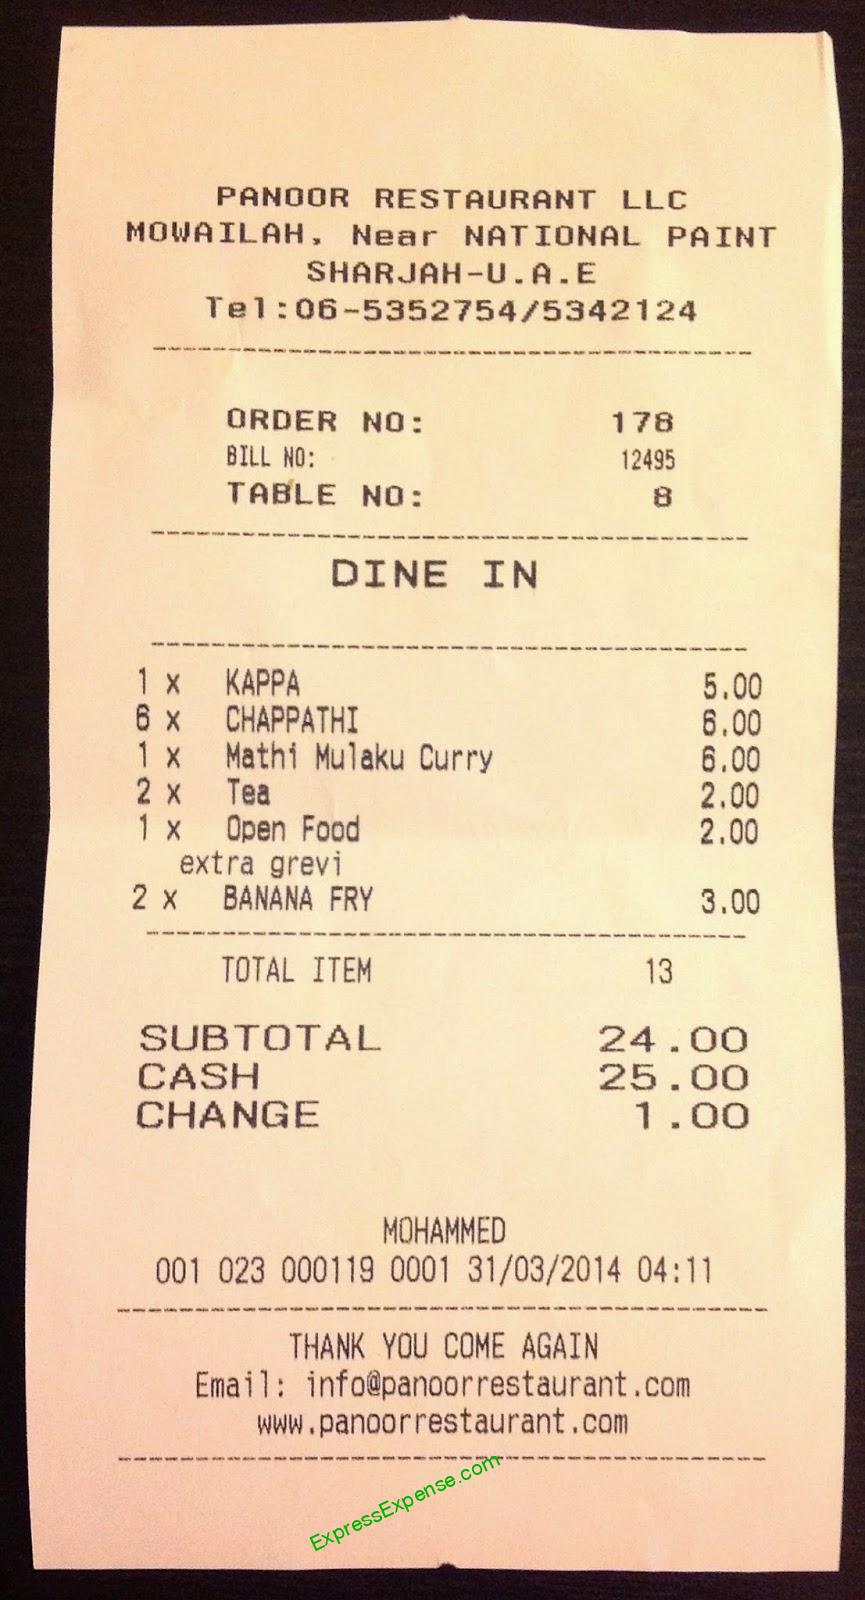 PANOOR RESTAURANT LLC
MOWAILAH, Near NATIONAL PAINT
SHARJAH-U.A.E
Tel:06-5352754/5342124
ORDER NO: 178
BILL NO: 12495
TABLE NO: 8
DINE IN
1 x KAPPA 5.00
6 x CHAPPATHI 6.00
1 x Mathi Mulaku Curry 6.00
2 x Tea 2.00
1 x Open Food 2.00
extra grevi
2 x BANANA FRY 3.00
TOTAL ITEM 13
SUBTOTAL 24.00
CASH 25.00
CHANGE 1.00
MOHAMMED
001 023 000119 0001 31/03/2014 04:11
THANK YOU COME AGAIN
Email: info@panoorrestaurant.com
www.panoorrestaurant.com
ExpressExpense.com